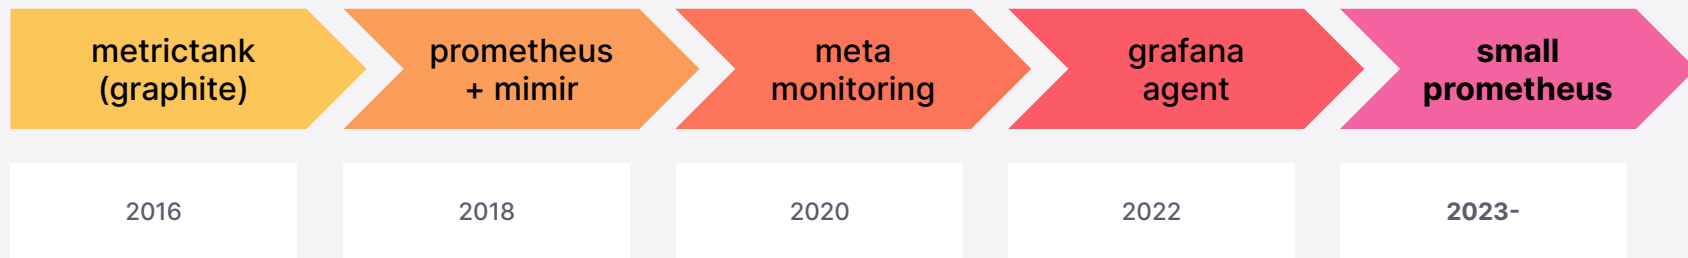 metrictank
(graphite)
prometheus
+ mimir
meta
monitoring
grafana
agent
small
prometheus
2016
2018
2020
2022
2023-